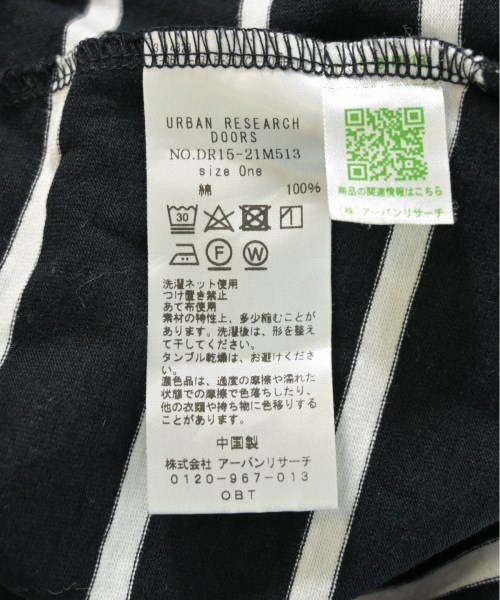 URBAN RESEARCH
DOORS
NO.DR15-21M513
size One
綿 100%
30
F W
洗濯ネット使用
つけ置き禁止
あて布使用
素材の特性上、多少縮むことが
あります。洗濯後は、形を整え
て干してください。
タンブル乾燥は、お避けくださ
い。
濃色品は、過度の摩擦や濡れた
状態での摩擦で色落ちしたり、
他の衣類や持ち物に色移りする
ことがあります。
中国製
株式会社 アーバンリサーチ
0120-967-013
OBT
商品の関連情報はこちら
(株)アーバンリサーチ